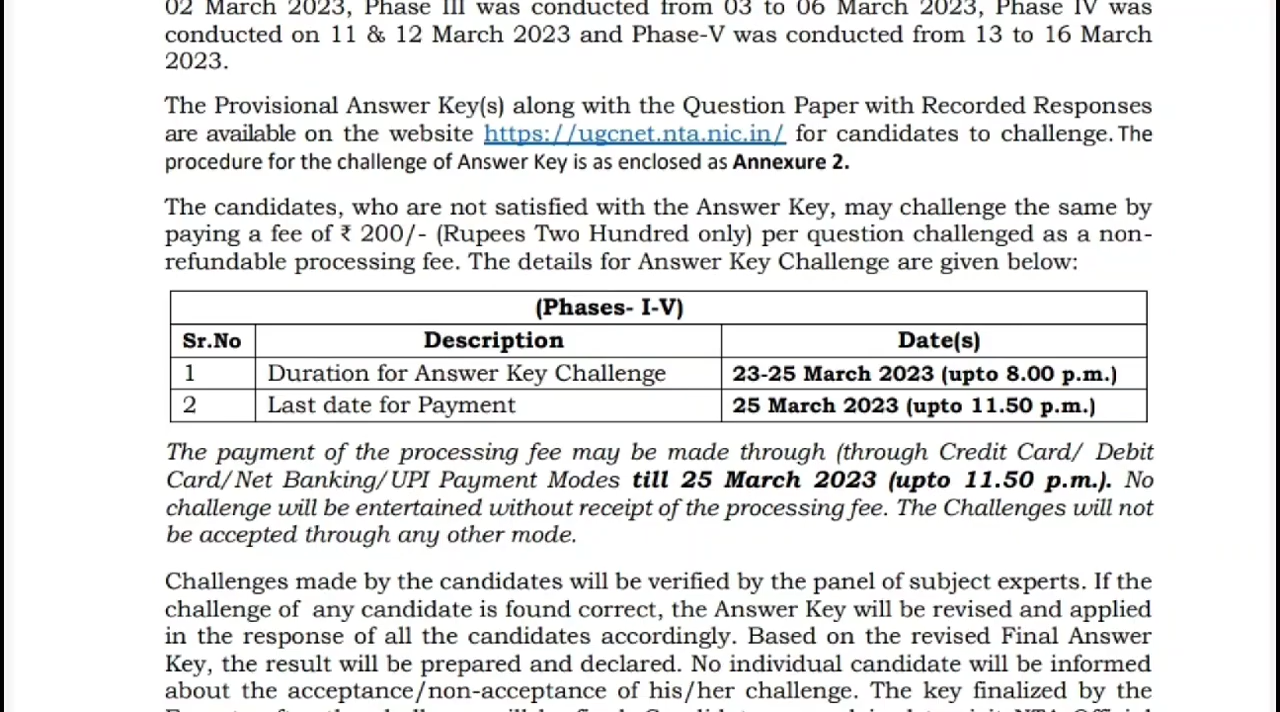 02 March 2023, Phase III was conducted from 03 to 06 March 2023, Phase IV was
conducted on 11 & 12 March 2023 and Phase-V was conducted from 13 to 16 March
2023.
The Provisional Answer Key(s) along with the Question Paper with Recorded Responses
are available on the website https://ugcnet.nta.nic.in/ for candidates to challenge. The
procedure for the challenge of Answer Key is as enclosed as Annexure 2.
The candidates, who are not satisfied with the Answer Key, may challenge the same by
paying a fee of ₹ 200/- (Rupees Two Hundred only) per question challenged as a non-
refundable processing fee. The details for Answer Key Challenge are given below:
(Phases- I-V)
Sr.No Description Date(s)
1 Duration for Answer Key Challenge 23-25 March 2023 (upto 8.00 p.m.)
2 Last date for Payment 25 March 2023 (upto 11.50 p.m.)
The payment of the processing fee may be made through (through Credit Card/ Debit
Card/Net Banking/UPI Payment Modes till 25 March 2023 (upto 11.50 p.m.). No
challenge will be entertained without receipt of the processing fee. The Challenges will not
be accepted through any other mode.
Challenges made by the candidates will be verified by the panel of subject experts. If the
challenge of any candidate is found correct, the Answer Key will be revised and applied
in the response of all the candidates accordingly. Based on the revised Final Answer
Key, the result will be prepared and declared. No individual candidate will be informed
about the acceptance/non-acceptance of his/her challenge. The key finalized by the